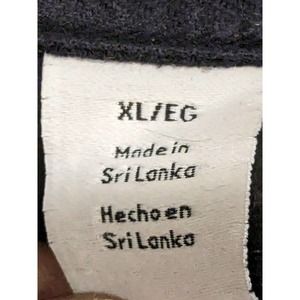 XL/EG
Made in
Sri Lanka
Hecho en
Sri Lanka